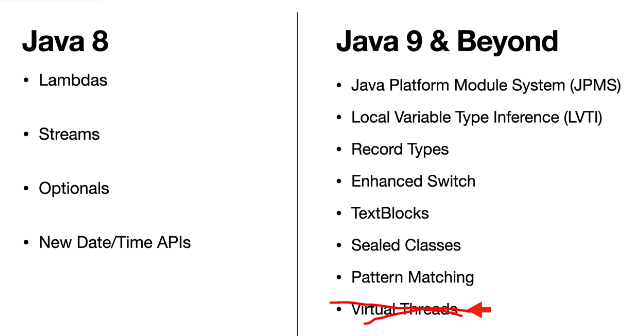 Java 8
• Lambdas
• Streams
• Optionals
• New Date/Time APIs
Java 9 & Beyond
• Java Platform Module System (JPMS)
• Local Variable Type Inference (LVTI)
• Record Types
• Enhanced Switch
• TextBlocks
• Sealed Classes
• Pattern Matching
• Virtual Threads